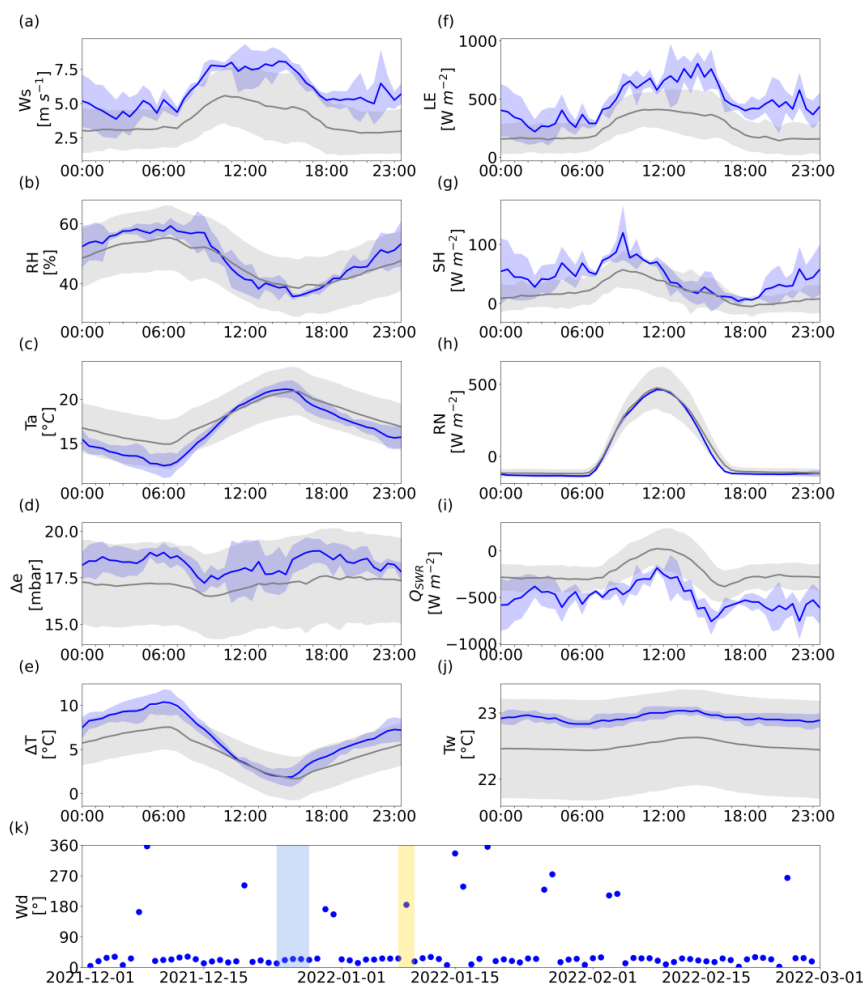 (a)
Ws
[m s⁻¹]
7.5
5.0
2.5
00:00 06:00 12:00 18:00 23:00
(f)
LE
[W m⁻²]
1000
500
0
00:00 06:00 12:00 18:00 23:00
(b)
RH
[%]
60
40
00:00 06:00 12:00 18:00 23:00
(g)
SH
[W m⁻²]
100
0
00:00 06:00 12:00 18:00 23:00
(c)
Ta
[°C]
20
15
00:00 06:00 12:00 18:00 23:00
(h)
RN
[W m⁻²]
500
0
00:00 06:00 12:00 18:00 23:00
(d)
Δe
[mbar]
20.0
17.5
15.0
00:00 06:00 12:00 18:00 23:00
(i)
Q_SWR
[W m⁻²]
0
−500
−1000
00:00 06:00 12:00 18:00 23:00
(e)
ΔT
[°C]
10
5
0
00:00 06:00 12:00 18:00 23:00
(j)
Tw
[°C]
23
22
00:00 06:00 12:00 18:00 23:00
(k)
Wd
[°]
360
270
180
90
0
2021-12-01 2021-12-15 2022-01-01 2022-01-15 2022-02-01 2022-02-15 2022-03-01